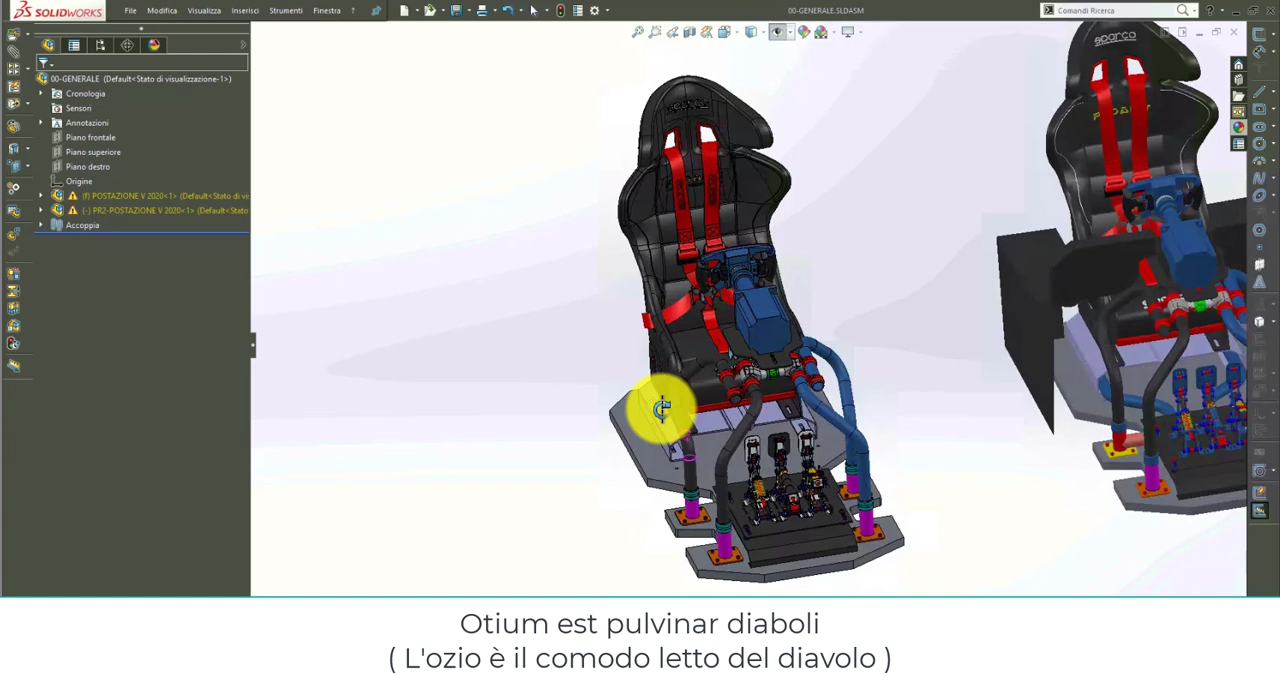 SOLIDWORKS File Modifica Visualizza Inserisci Strumenti Finestra ? 00-GENERALE.SLDASM Comandi Ricerca
00-GENERALE (Default<Stato di visualizzazione-1>)
Cronologia
Sensori
Annotazioni
Piano frontale
Piano superiore
Piano destro
Origine
(f) POSTAZIONE V 2020<1> (Default<Stato di vi
(-) PR2-POSTAZIONE V 2020<1> (Default<Stato
Accoppia
sparco
Otium est pulvinar diaboli
( L'ozio è il comodo letto del diavolo )